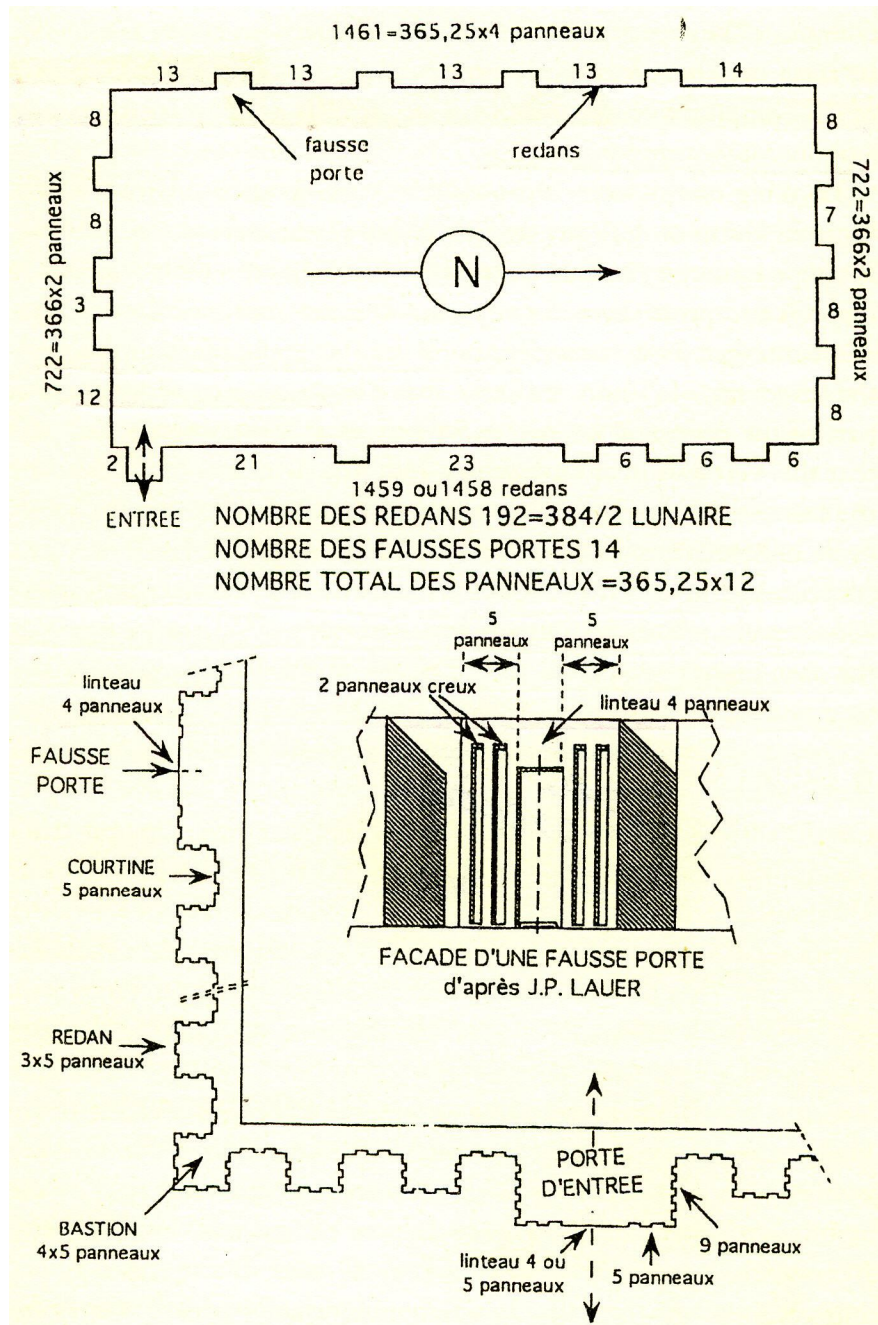 1461=365,25x4 panneaux
13
13
13
13
14
8
8
fausse
porte
redans
722=366x2 panneaux
722=366x2 panneaux
8
7
N
3
8
12
8
2
21
23
6
6
6
1459 ou1458 redans
ENTREE
NOMBRE DES REDANS 192=384/2 LUNAIRE
NOMBRE DES FAUSSES PORTES 14
NOMBRE TOTAL DES PANNEAUX =365,25x12
5
panneaux
5
panneaux
linteau
4 panneaux
2 panneaux creux
linteau 4 panneaux
FAUSSE
PORTE
COURTINE
5 panneaux
FACADE D'UNE FAUSSE PORTE
d'après J.P. LAUER
REDAN
3x5 panneaux
PORTE
D'ENTREE
BASTION
4x5 panneaux
9 panneaux
linteau 4 ou
5 panneaux
5 panneaux